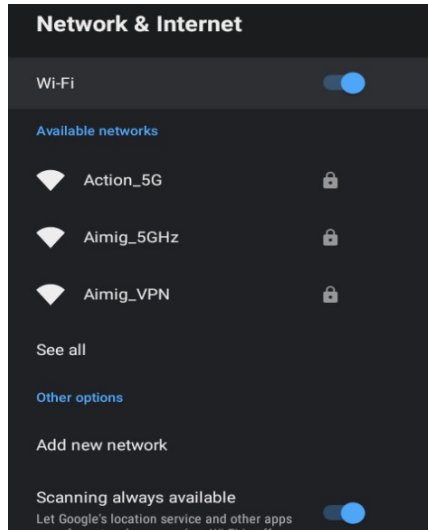 Network & Internet
Wi-Fi
Available networks
Action_5G
Aimig_5GHz
Aimig_VPN
See all
Other options
Add new network
Scanning always available
Let Google's location service and other apps